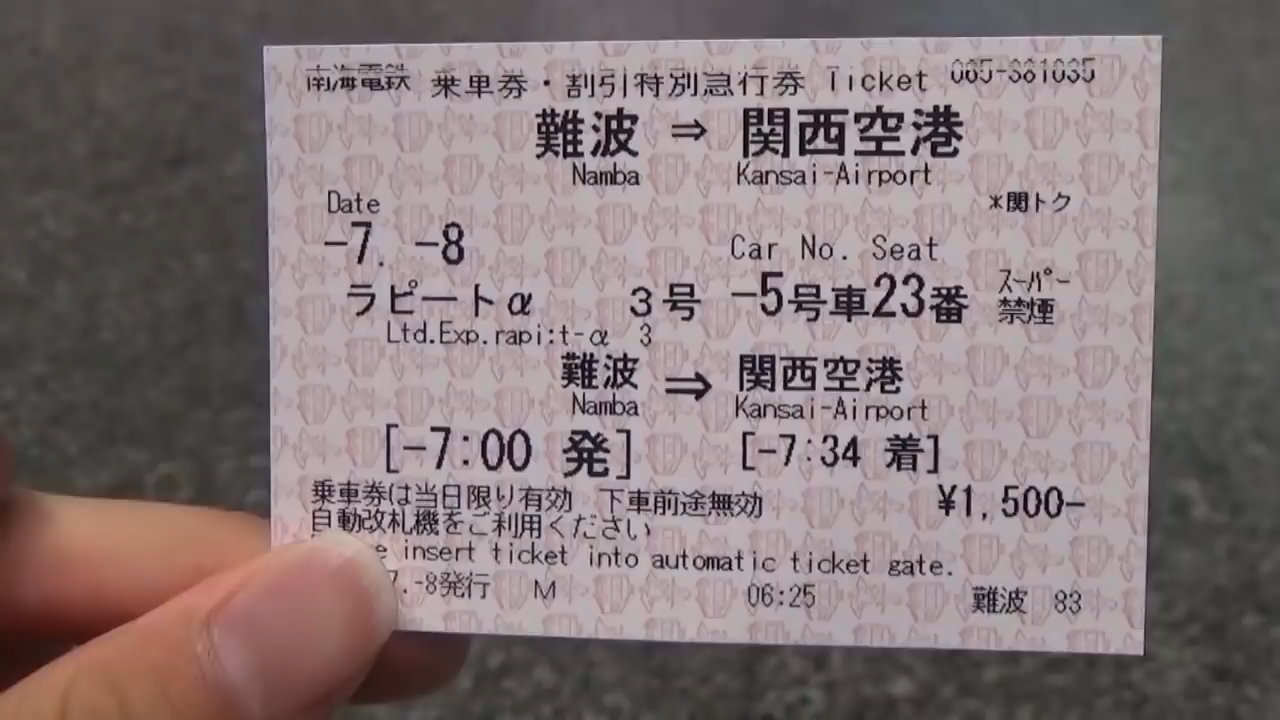 南海電鉄 乗車券・割引特別急行券 Ticket 065-381035
難波 ⇒ 関西空港
Namba Kansai-Airport
Date *関トク
-7. -8 Car No. Seat
ラピートα 3号 -5号車23番 スーパー禁煙
Ltd.Exp.rapi:t-α 3
難波 ⇒ 関西空港
Namba Kansai-Airport
[-7:00 発] [-7:34 着]
乗車券は当日限り有効 下車前途無効 ¥1,500-
自動改札機をご利用ください
insert ticket into automatic ticket gate.
7. -8発行 M 06:25 難波 83